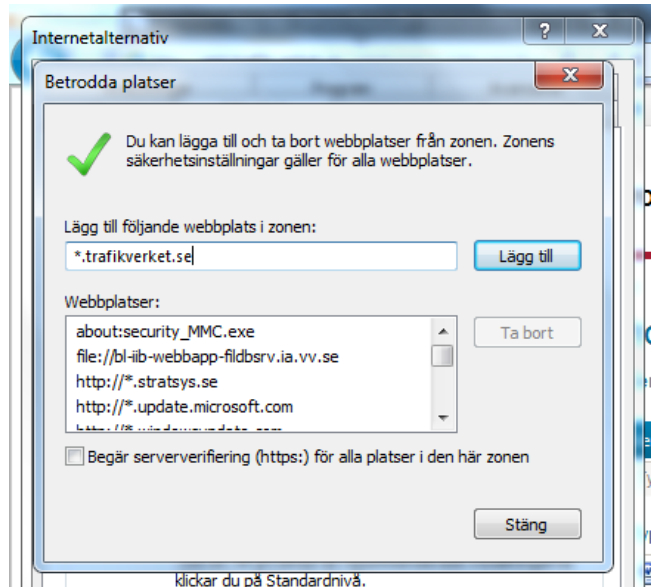 Internetalternativ
Betrodda platser
Du kan lägga till och ta bort webbplatser från zonen. Zonens
säkerhetsinställningar gäller för alla webbplatser.
Lägg till följande webbplats i zonen:
*.trafikverket.se
Lägg till
Webbplatser:
about:security_MMC.exe
file://bl-iib-webbapp-fildbsrv.ia.vv.se
http://*.stratsys.se
http://*.update.microsoft.com
Ta bort
Begär serververifiering (https:) för alla platser i den här zonen
Stäng
klickar du på Standardnivå.